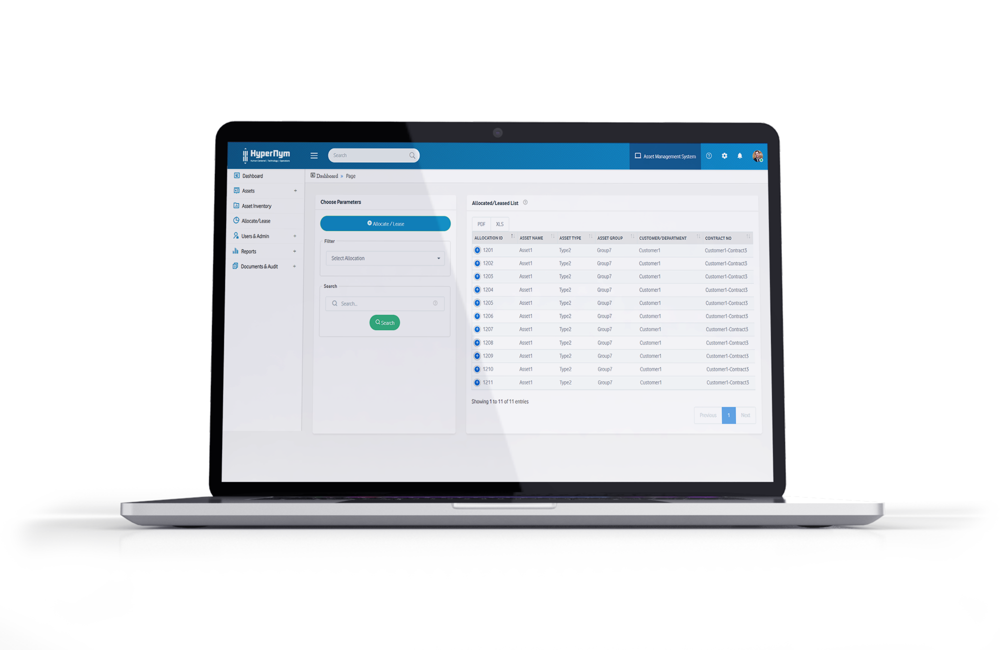 HyperNym
Human Centered | Technology | Operations
Search
Asset Management System
Dashboard
Assets +
Asset Inventory
Allocate/Lease
Users & Admin +
Reports +
Documents & Audit +
Dashboard » Page
Choose Parameters
Allocate / Lease
Filter
Select Allocation
Search
Search...
Search
Allocated/Leased List
PDF XLS
ALLOCATION ID ASSET NAME ASSET TYPE ASSET GROUP CUSTOMER/DEPARTMENT CONTRACT NO
1201 Asset1 Type2 Group7 Customer1 Customer1-Contract3
1202 Asset1 Type2 Group7 Customer1 Customer1-Contract3
1203 Asset1 Type2 Group7 Customer1 Customer1-Contract3
1204 Asset1 Type2 Group7 Customer1 Customer1-Contract3
1205 Asset1 Type2 Group7 Customer1 Customer1-Contract3
1206 Asset1 Type2 Group7 Customer1 Customer1-Contract3
1207 Asset1 Type2 Group7 Customer1 Customer1-Contract3
1208 Asset1 Type2 Group7 Customer1 Customer1-Contract3
1209 Asset1 Type2 Group7 Customer1 Customer1-Contract3
1210 Asset1 Type2 Group7 Customer1 Customer1-Contract3
1211 Asset1 Type2 Group7 Customer1 Customer1-Contract3
Showing 1 to 11 of 11 entries
Previous 1 Next